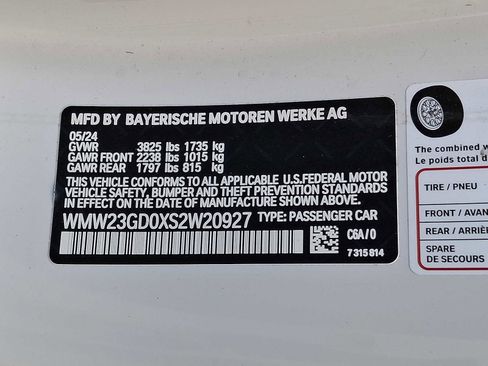 MFD BY BAYERISCHE MOTOREN WERKE AG
05/24
GVWR 3825 lbs 1735 kg
GAWR FRONT 2238 lbs 1015 kg
GAWR REAR 1797 lbs 815 kg
THIS VEHICLE CONFORMS TO ALL APPLICABLE U.S.FEDERAL MOTOR
VEHICLE SAFETY, BUMPER AND THEFT PREVENTION STANDARDS
IN EFFECT ON THE DATE OF MANUFACTURE SHOWN ABOVE.
WMW23GD0XS2W20927 TYPE: PASSENGER CAR
C6A/0
7315814
The combined w
Le poids total d
TIRE / PNEU
FRONT / AVAN
REAR / ARRIÈR
SPARE
DE SECOURS